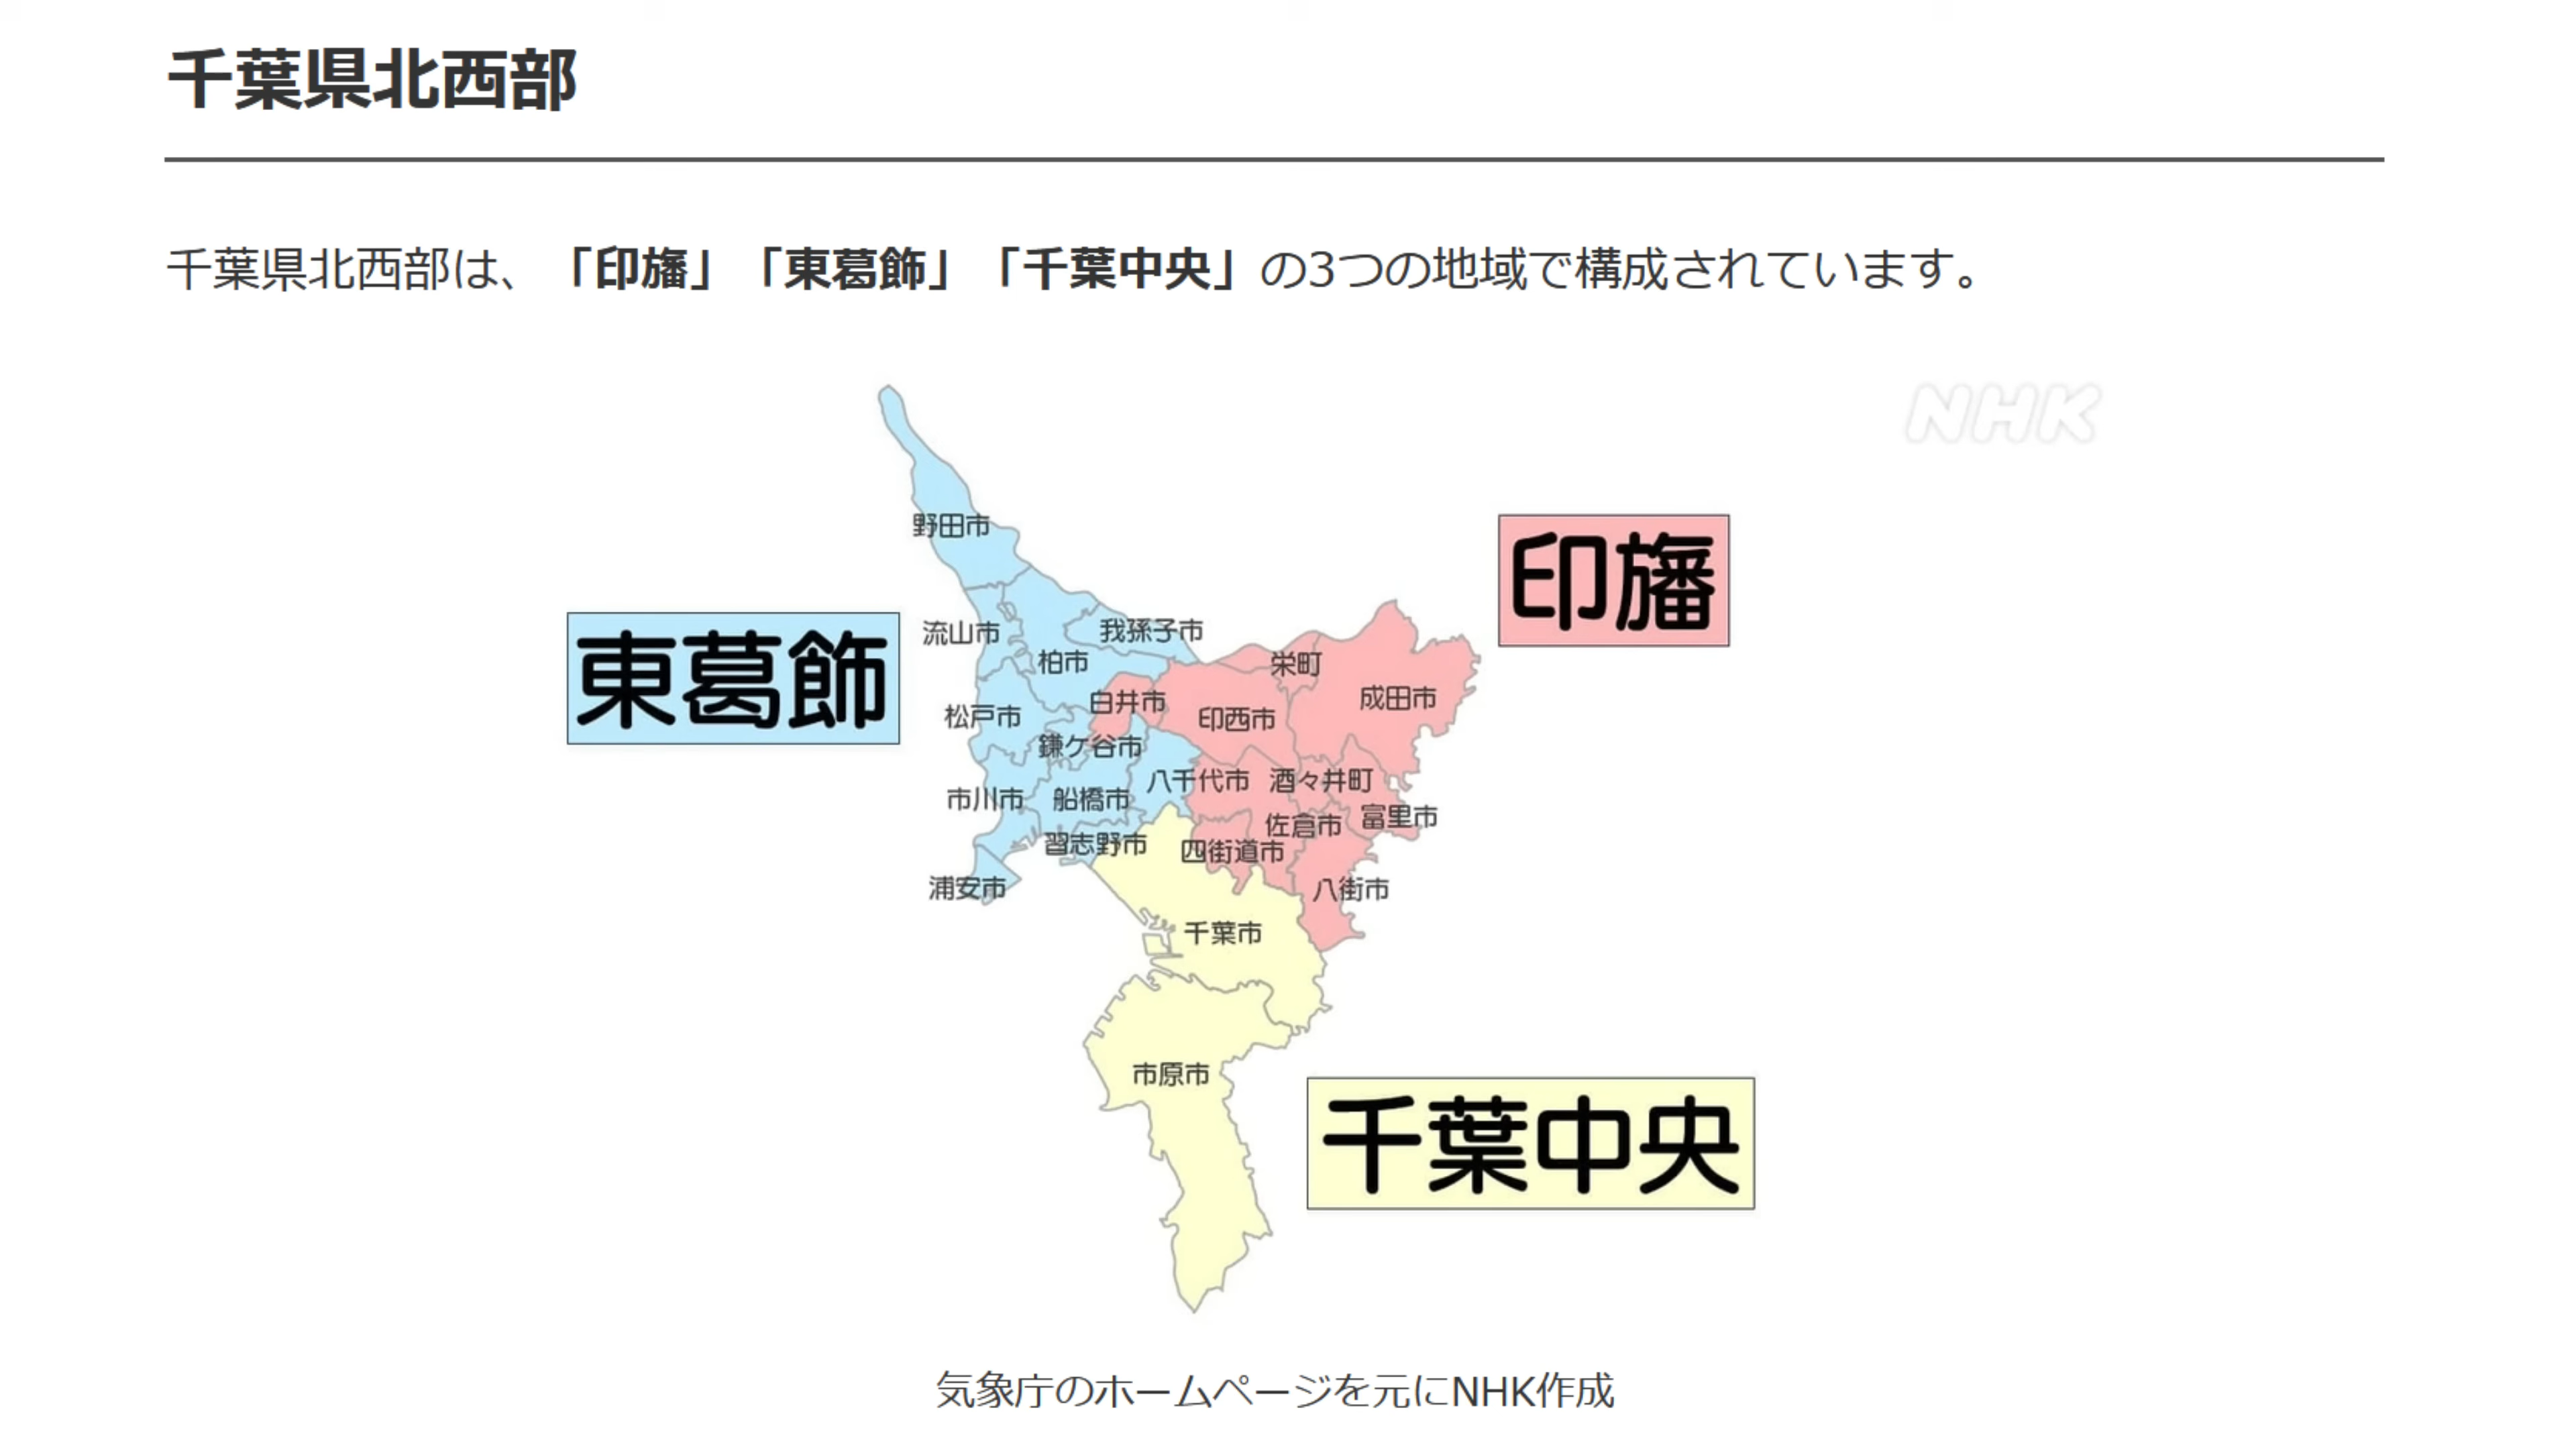 千葉県北西部
千葉県北西部は、「印旛」「東葛飾」「千葉中央」の3つの地域で構成されています。
NHK
野田市
印旛
東葛飾
流山市
我孫子市
柏市
栄町
成田市
白井市
松戸市
印西市
鎌ケ谷市
八千代市
酒々井町
市川市
船橋市
富里市
佐倉市
習志野市
四街道市
浦安市
八街市
千葉市
市原市
千葉中央
気象庁のホームページを元にNHK作成